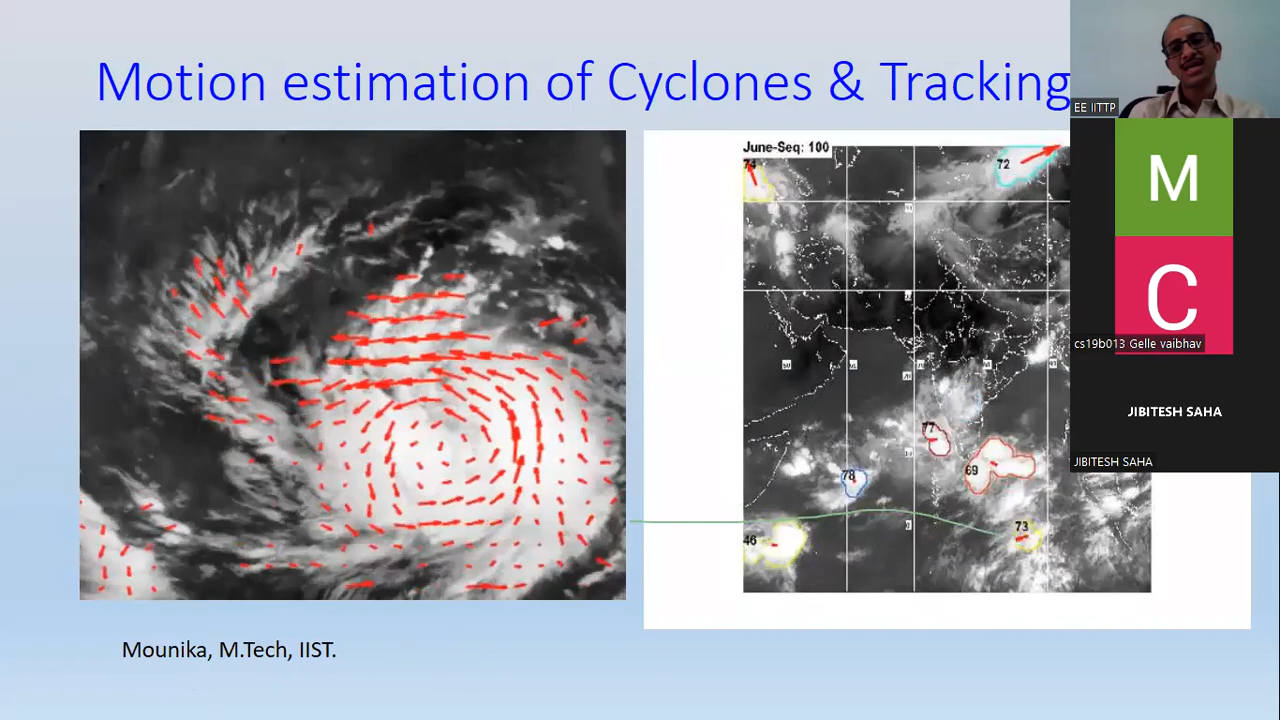 Motion estimation of Cyclones & Tracking
EE IITTP
M
C
cs19b013 Gelle vaibhav
JIBITESH SAHA
JIBITESH SAHA
June-Seq: 100
74
72
77
69
78
73
46
Mounika, M.Tech, IIST.